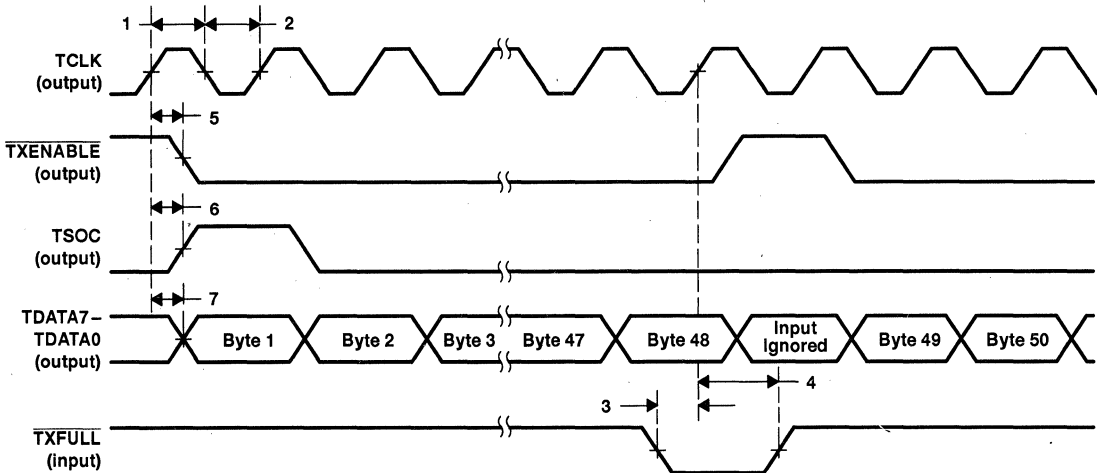 1
2
TCLK
(output)
5
TXENABLE
(output)
6
TSOC
(output)
7
TDATA7–
TDATA0
(output)
Byte 1
Byte 2
Byte 3
Byte 47
Byte 48
Input
Ignored
Byte 49
Byte 50
4
3
TXFULL
(input)